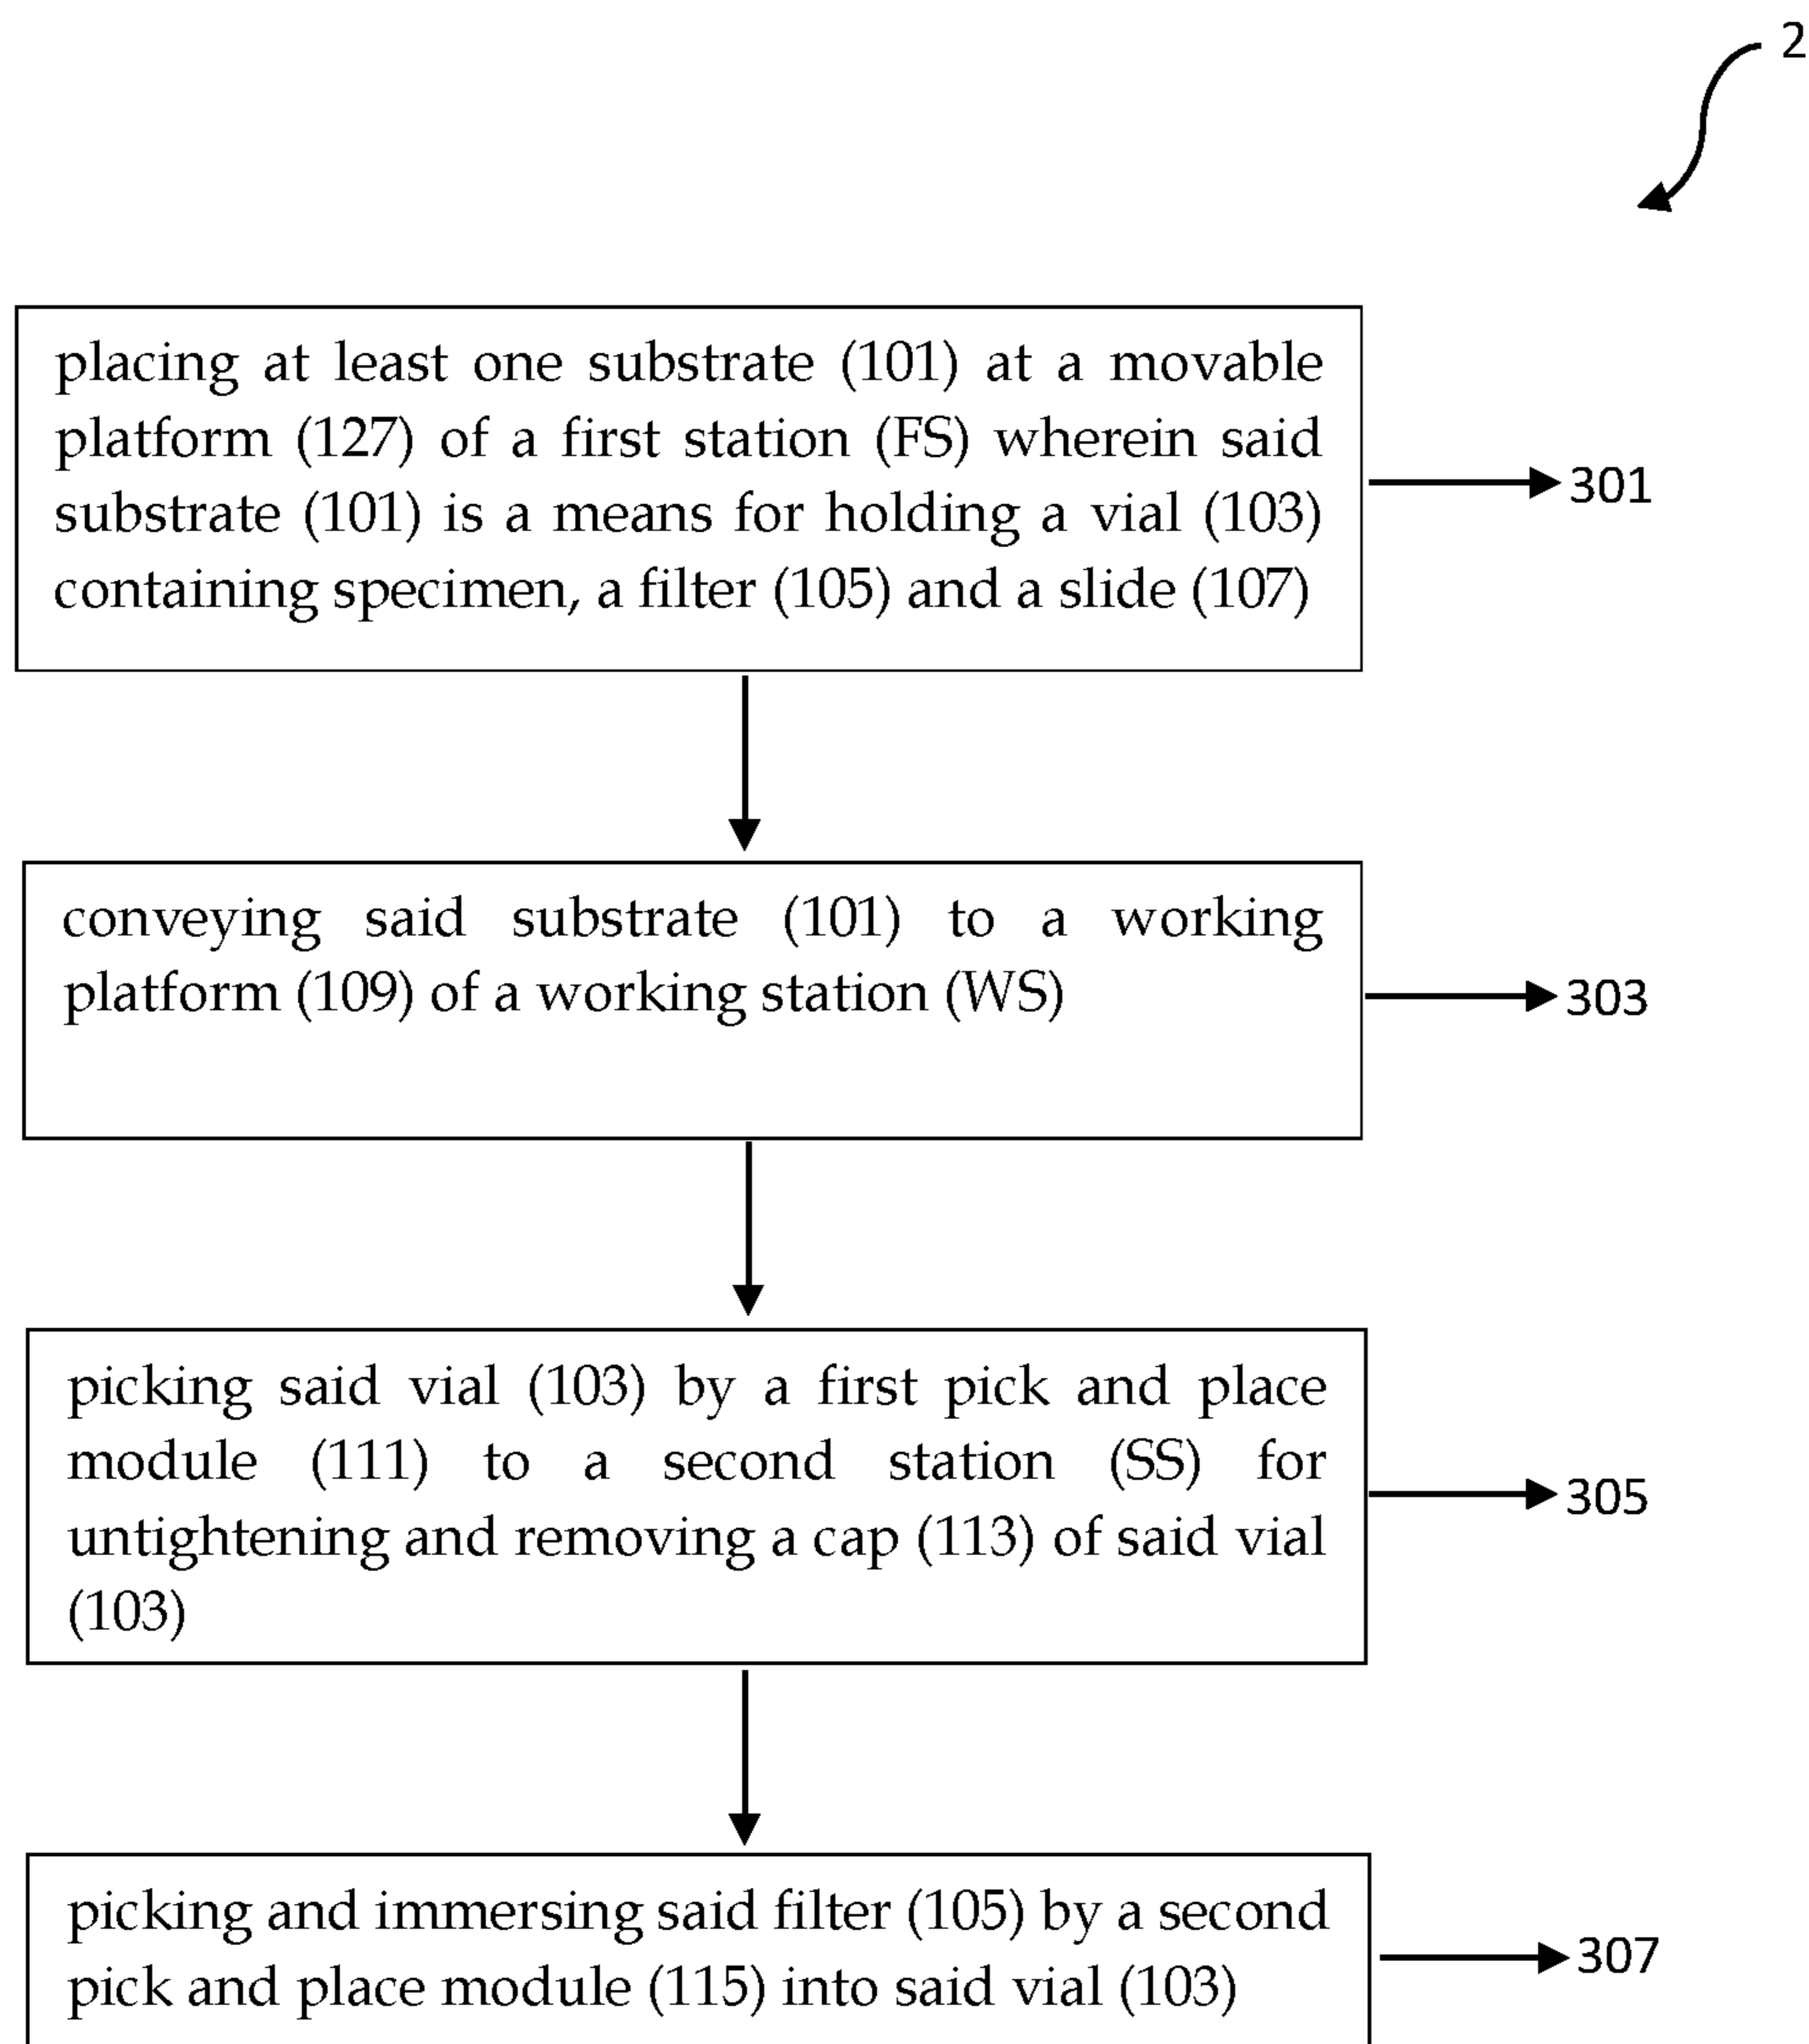 2
placing at least one substrate (101) at a movable
platform (127) of a first station (FS) wherein said
substrate (101) is a means for holding a vial (103)
containing specimen, a filter (105) and a slide (107)
301
conveying said substrate (101) to a working
platform (109) of a working station (WS)
303
picking said vial (103) by a first pick and place
module (111) to a second station (SS) for
untightening and removing a cap (113) of said vial
(103)
305
picking and immersing said filter (105) by a second
pick and place module (115) into said vial (103)
307